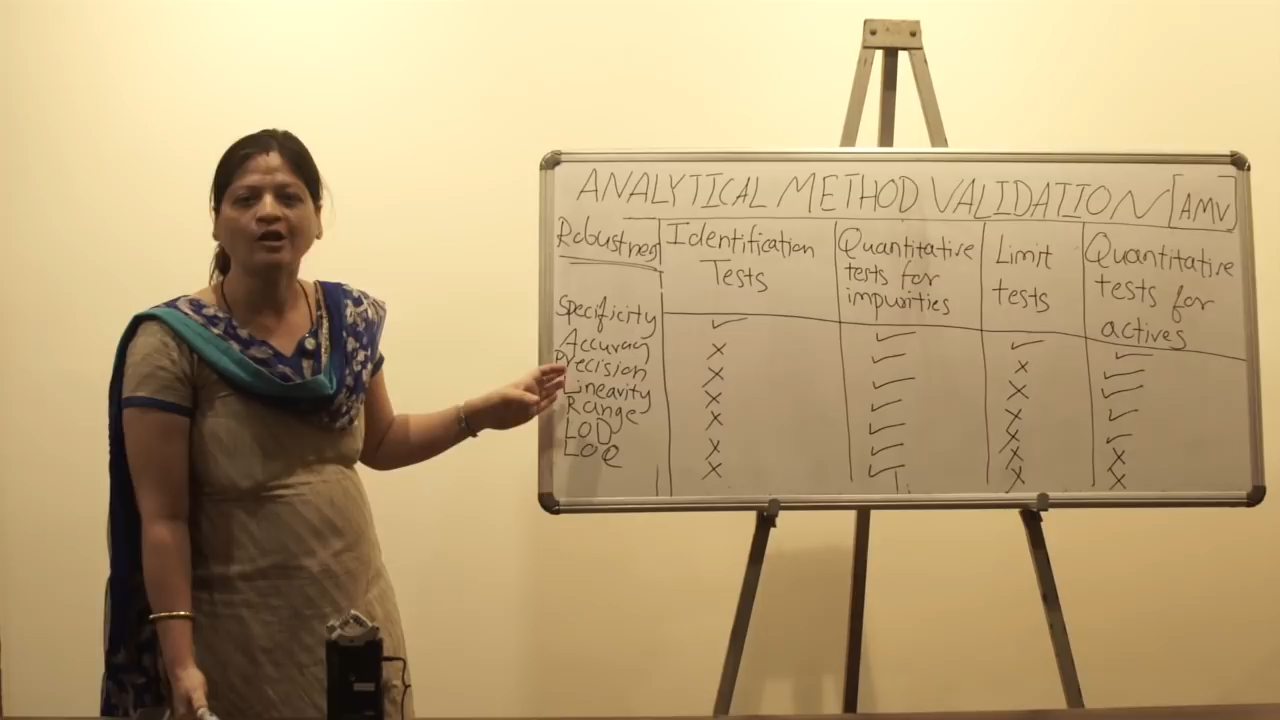 ANALYTICAL METHOD VALIDATION [AMV]
Robustness
Identification
Tests
Quantitative
tests for
impurities
Limit
tests
Quantitative
tests for
actives
Specificity ✓ ✓ ✓ ✓
Accuracy × ✓ × ✓
Precision × ✓ × ✓
Linearity × ✓ × ✓
Range × ✓ × ✓
LOD × ✓ × ×
LOQ × ✓ × ×